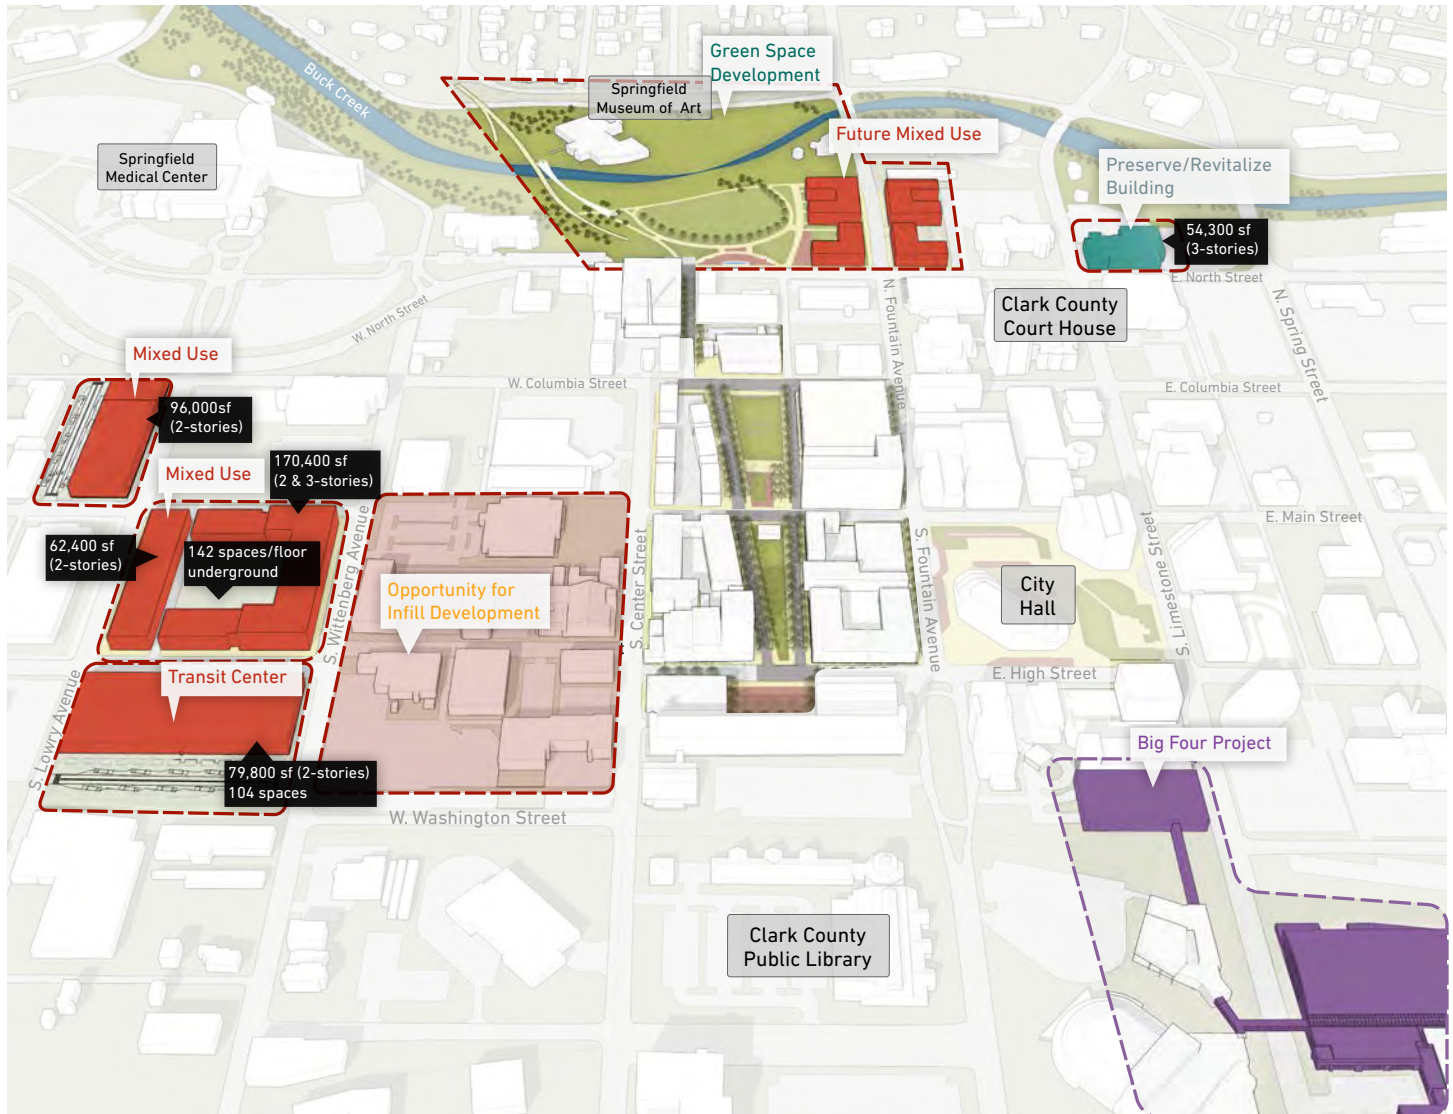 Green Space
Development
Buck Creek
Springfield
Museum of Art
Future Mixed Use
Springfield
Medical Center
Preserve/Revitalize
Building
54,300 sf
(3-stories)
E. North Street
Clark County
Court House
N. Fountain Avenue
N. Spring Street
W. North Street
Mixed Use
W. Columbia Street
E. Columbia Street
96,000sf
(2-stories)
170,400 sf
(2 & 3-stories)
Mixed Use
62,400 sf
(2-stories)
142 spaces/floor
underground
S. Wittenberg Avenue
E. Main Street
S. Limestone Street
S. Center Street
S. Fountain Avenue
Opportunity for
Infill Development
City
Hall
E. High Street
Transit Center
S. Lowry Avenue
79,800 sf (2-stories)
104 spaces
Big Four Project
W. Washington Street
Clark County
Public Library